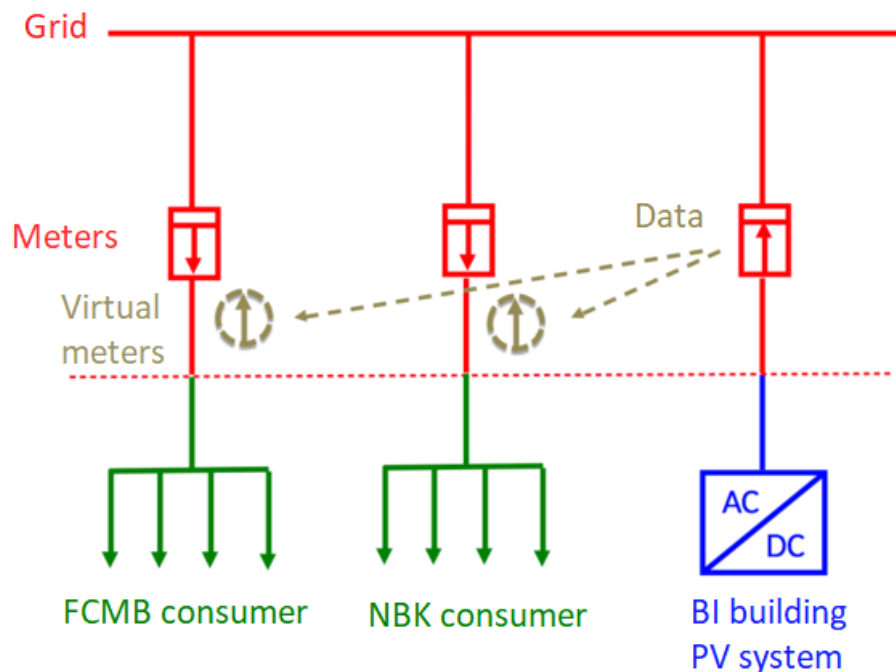 Grid
Meters
Data
Virtual
meters
AC
DC
FCMB consumer
NBK consumer
BI building
PV system